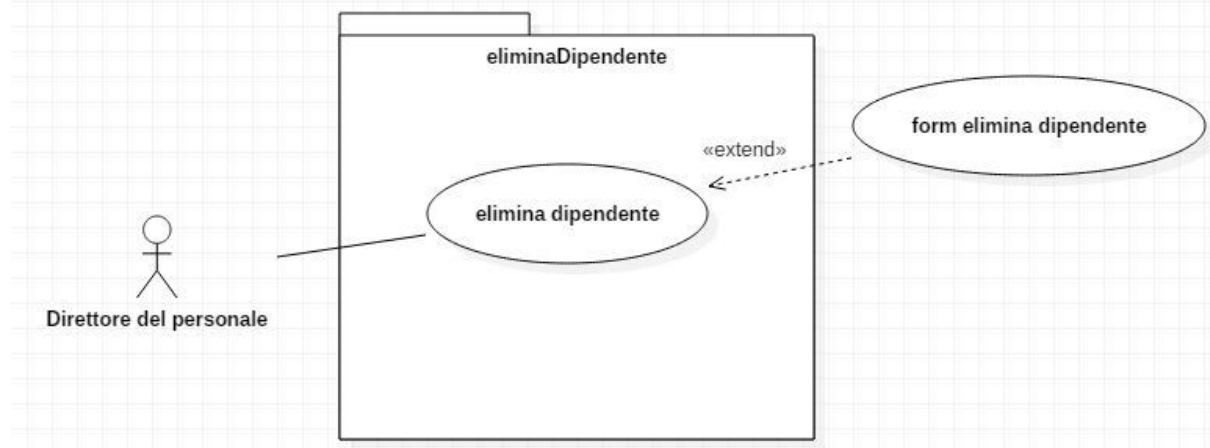 eliminaDipendente
form elimina dipendente
«extend»
elimina dipendente
Direttore del personale